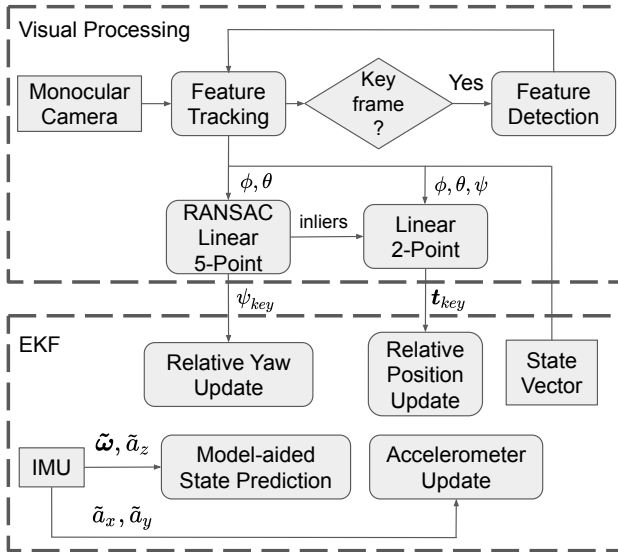 Visual Processing
Monocular
Camera
Feature
Tracking
Key
frame
?
Yes
Feature
Detection
ϕ, θ
ϕ, θ, ψ
RANSAC
Linear
5-Point
inliers
Linear
2-Point
ψ_key
t_key
EKF
Relative Yaw
Update
Relative
Position
Update
State
Vector
IMU
ω̃, ã_z
Model-aided
State Prediction
Accelerometer
Update
ã_x, ã_y